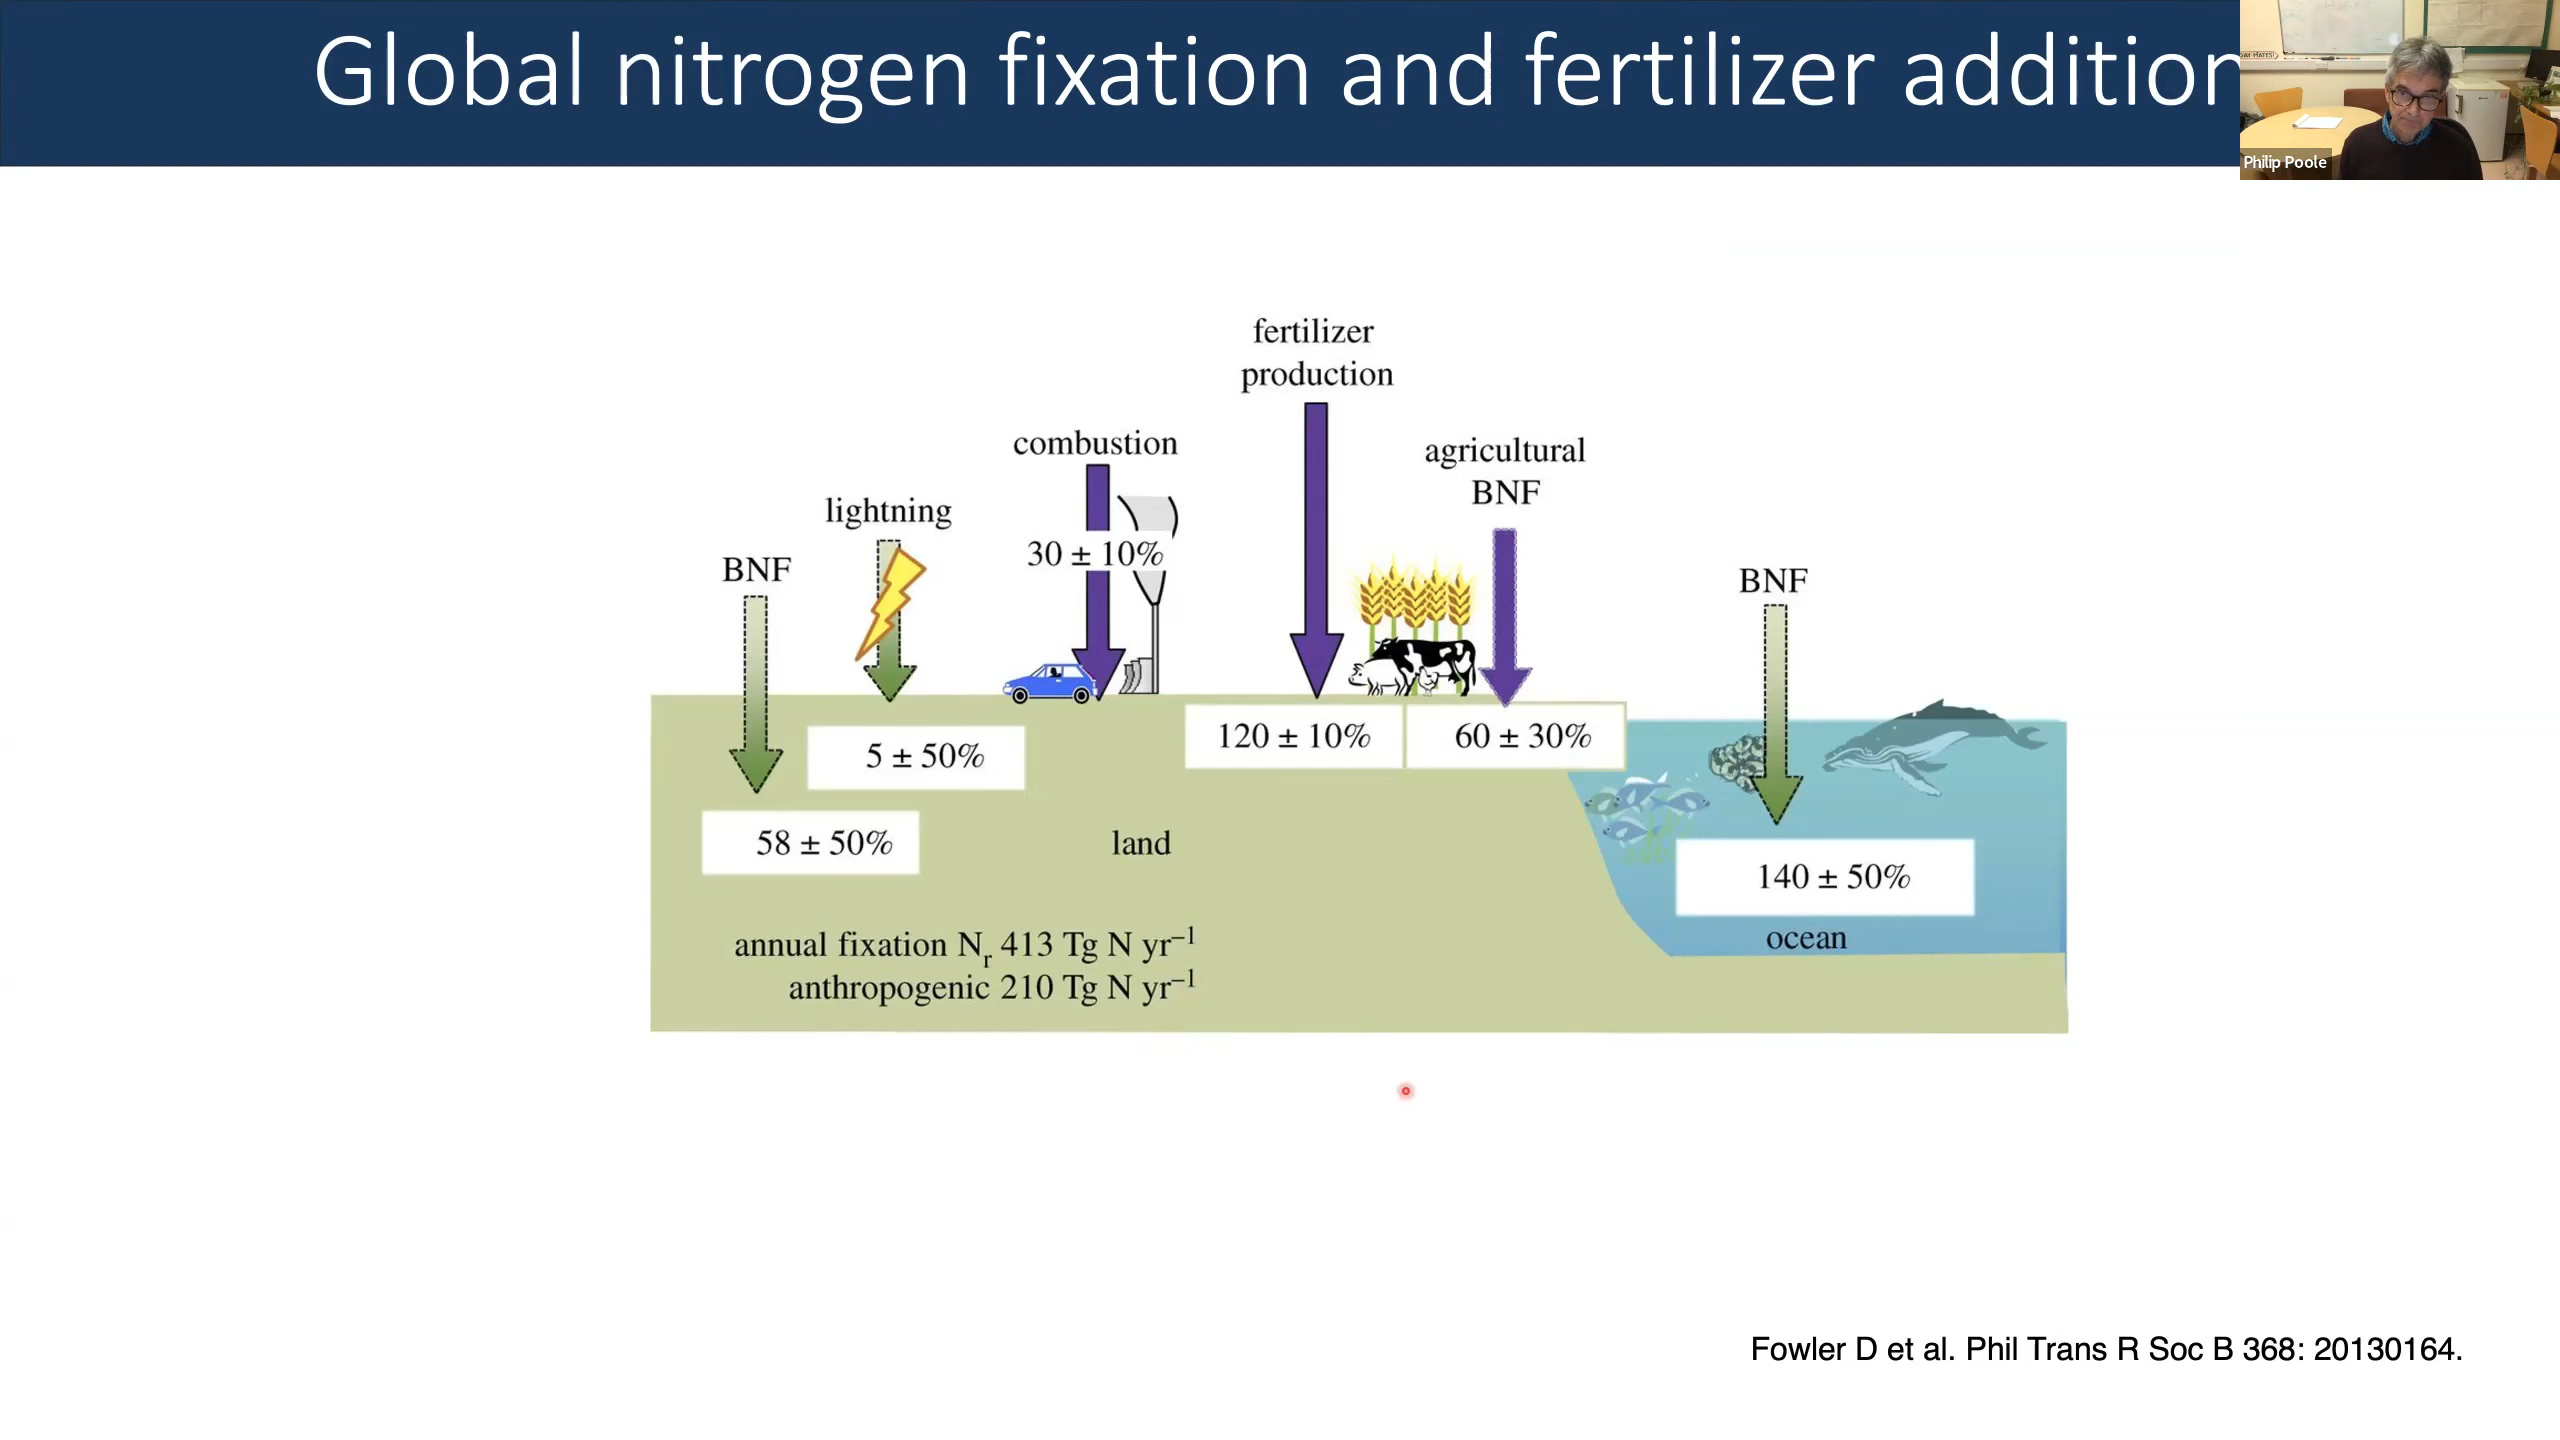 Global nitrogen fixation and fertilizer addition
Philip Poole
fertilizer
production
combustion
agricultural
BNF
lightning
30 ± 10%
BNF
BNF
120 ± 10%
60 ± 30%
5 ± 50%
58 ± 50%
land
140 ± 50%
ocean
annual fixation Nr 413 Tg N yr⁻¹
anthropogenic 210 Tg N yr⁻¹
Fowler D et al. Phil Trans R Soc B 368: 20130164.